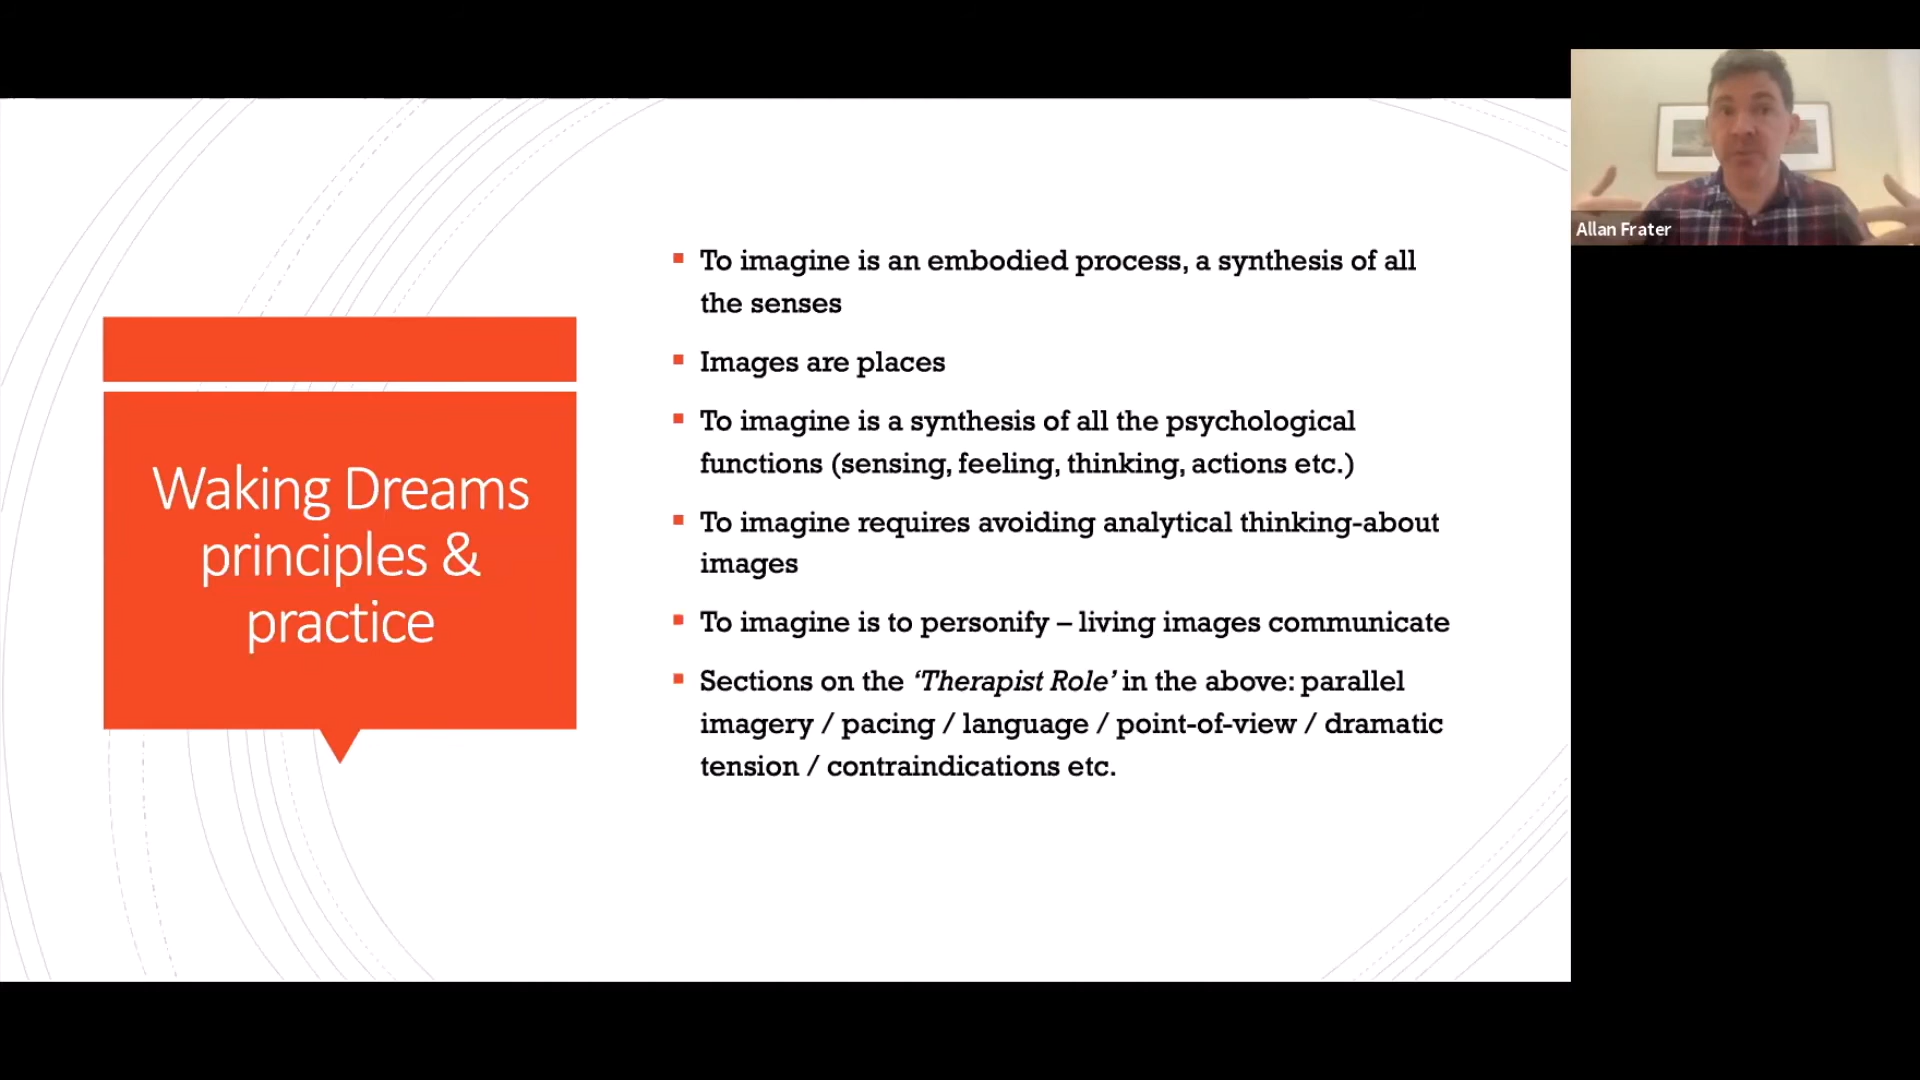 Waking Dreams
principles &
practice
To imagine is an embodied process, a synthesis of all
the senses
Images are places
To imagine is a synthesis of all the psychological
functions (sensing, feeling, thinking, actions etc.)
To imagine requires avoiding analytical thinking-about
images
To imagine is to personify – living images communicate
Sections on the ‘Therapist Role’ in the above: parallel
imagery / pacing / language / point-of-view / dramatic
tension / contraindications etc.
Allan Frater